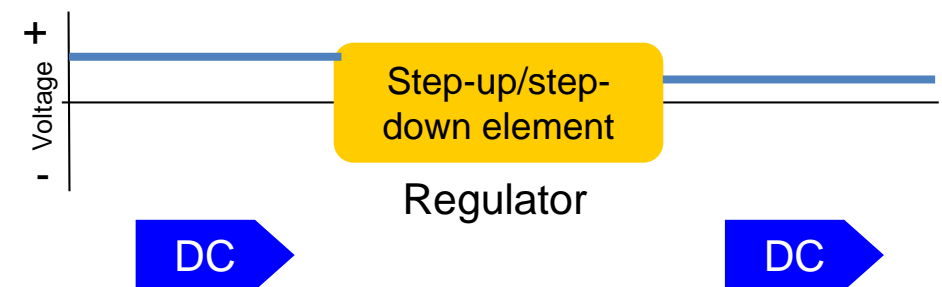 +
Voltage
-
Step-up/step-
down element
Regulator
DC
DC